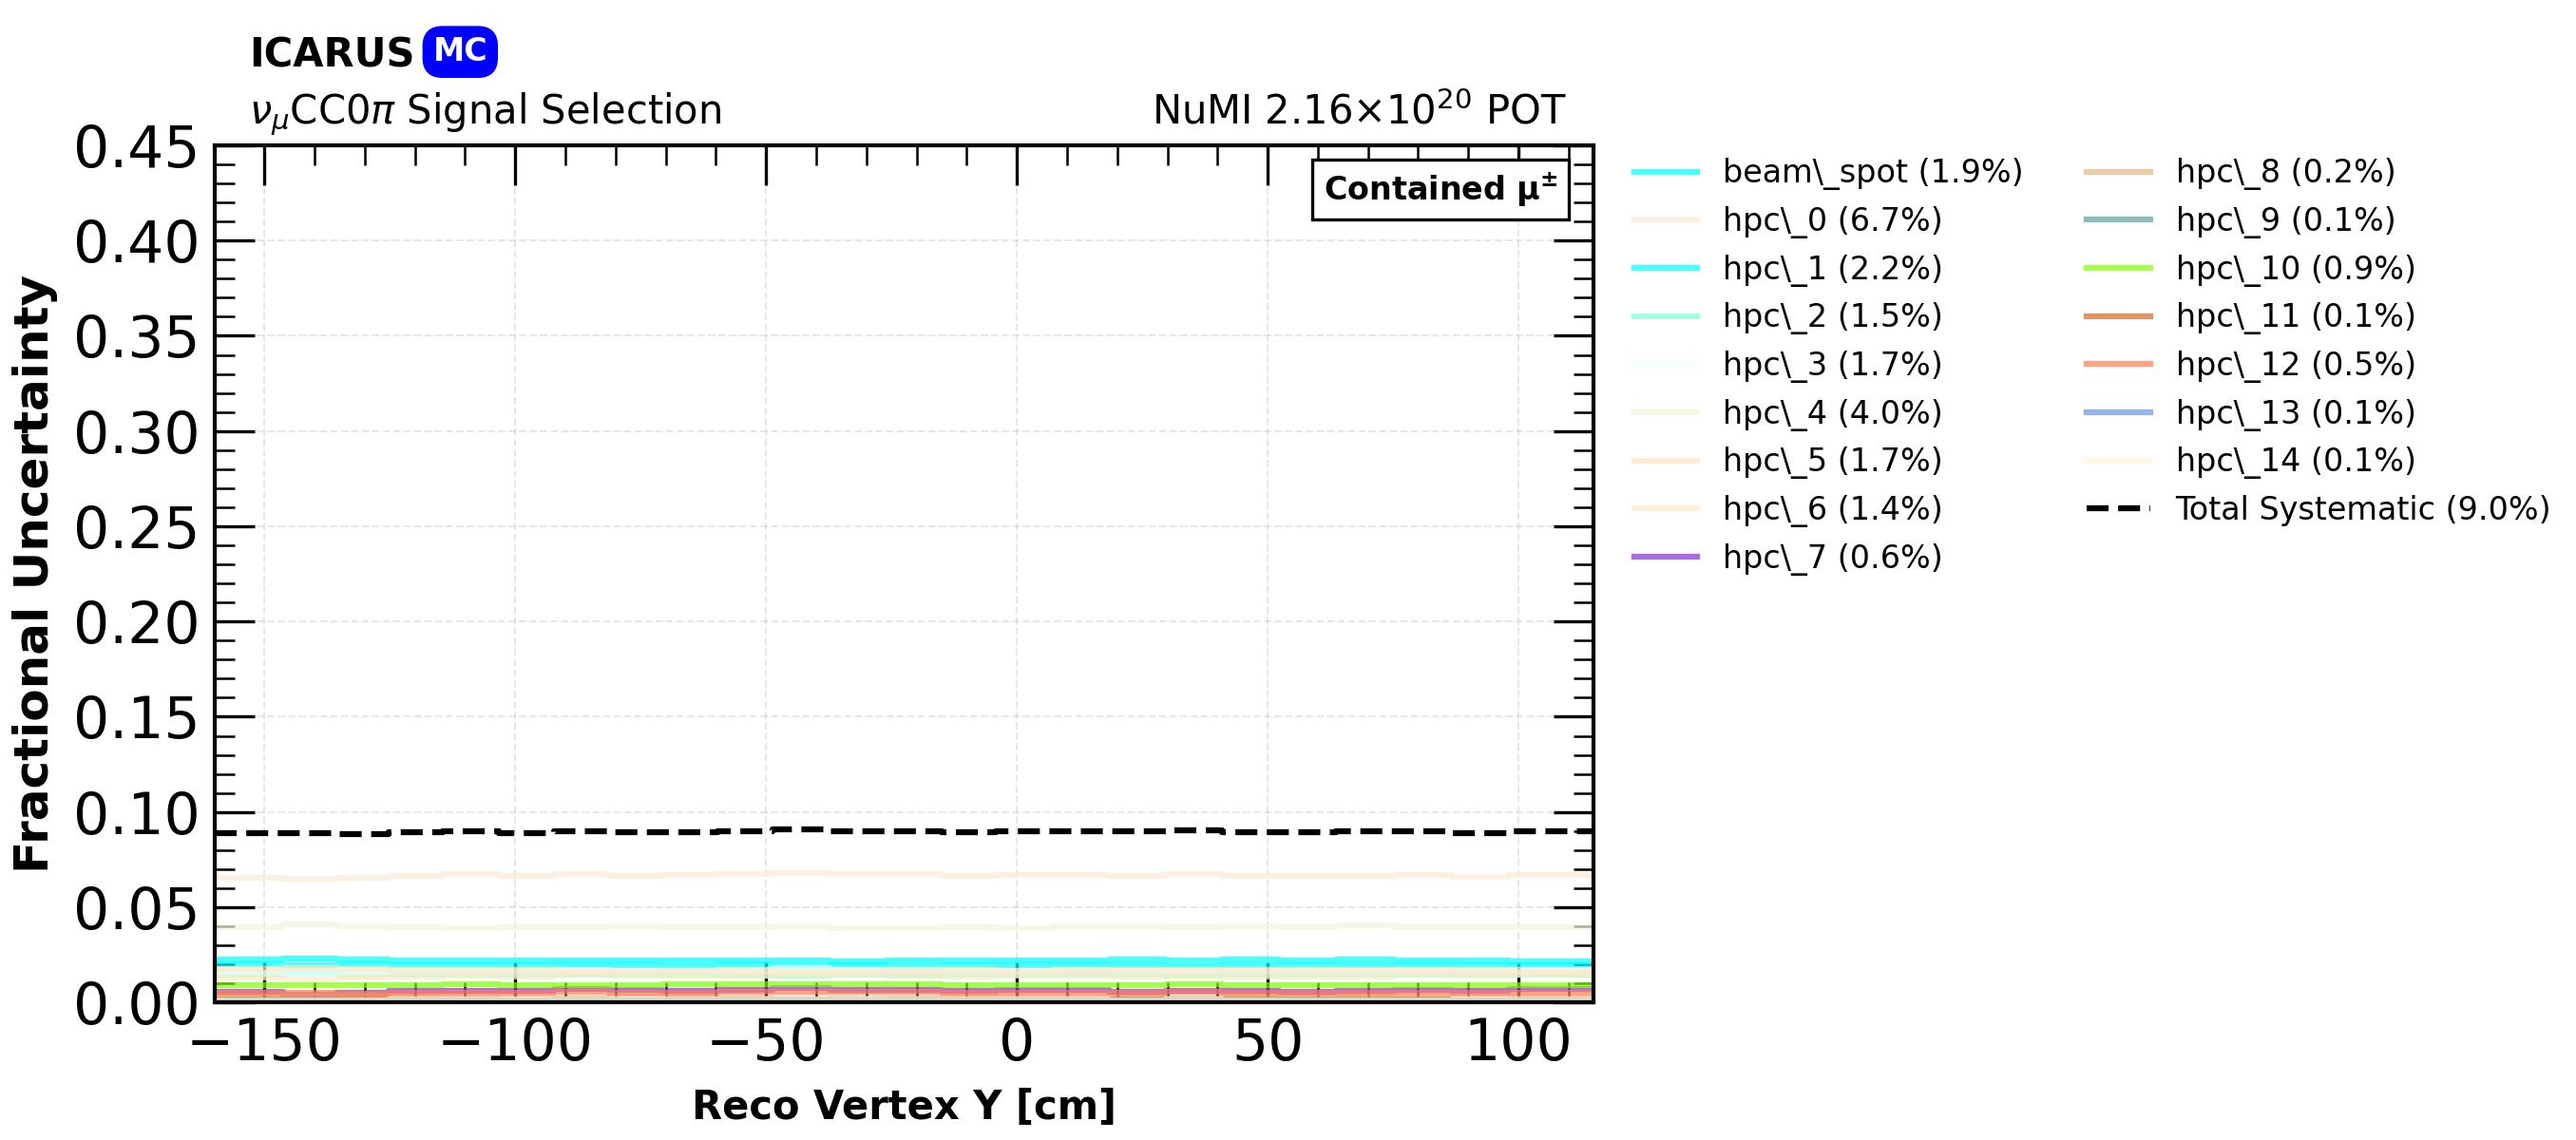 ICARUS MC
νμCC0π Signal Selection
NuMI 2.16×10²⁰ POT
Contained μ±
0.45
0.40
0.35
0.30
0.25
0.20
0.15
0.10
0.05
0.00
Fractional Uncertainty
−150 −100 −50 0 50 100
Reco Vertex Y [cm]
beam\_spot (1.9%)
hpc\_0 (6.7%)
hpc\_1 (2.2%)
hpc\_2 (1.5%)
hpc\_3 (1.7%)
hpc\_4 (4.0%)
hpc\_5 (1.7%)
hpc\_6 (1.4%)
hpc\_7 (0.6%)
hpc\_8 (0.2%)
hpc\_9 (0.1%)
hpc\_10 (0.9%)
hpc\_11 (0.1%)
hpc\_12 (0.5%)
hpc\_13 (0.1%)
hpc\_14 (0.1%)
Total Systematic (9.0%)